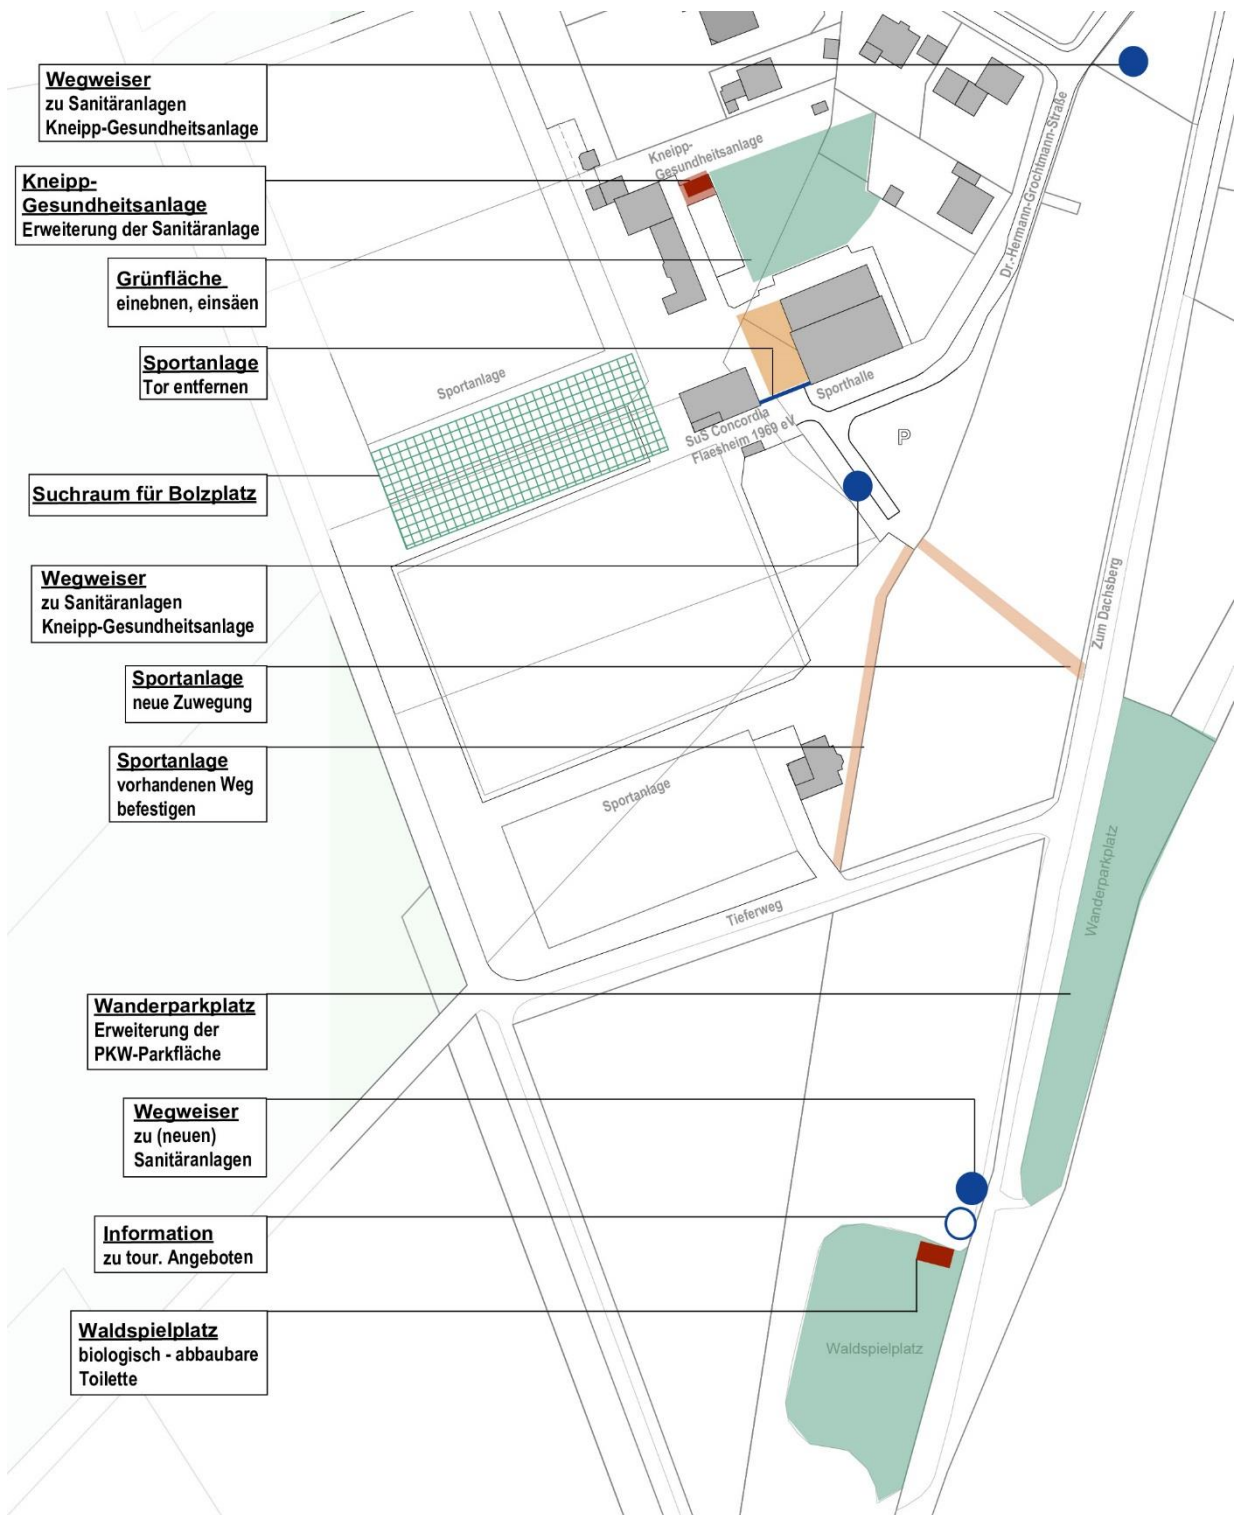 Wegweiser
zu Sanitäranlagen
Kneipp-Gesundheitsanlage
Kneipp-
Gesundheitsanlage
Erweiterung der Sanitäranlage
Grünfläche
einebnen, einsäen
Sportanlage
Tor entfernen
Suchraum für Bolzplatz
Wegweiser
zu Sanitäranlagen
Kneipp-Gesundheitsanlage
Sportanlage
neue Zuwegung
Sportanlage
vorhandenen Weg
befestigen
Wanderparkplatz
Erweiterung der
PKW-Parkfläche
Wegweiser
zu (neuen)
Sanitäranlagen
Information
zu tour. Angeboten
Waldspielplatz
biologisch - abbaubare
Toilette
Kneipp-
Gesundheitsanlage
Dr.-Hermann-Grochtmann-Straße
Sportanlage
Sporthalle
SuS Concordia
Flaesheim 1969 eV
P
Zum Dachsberg
Sportanlage
Tieferweg
Wanderparkplatz
Waldspielplatz